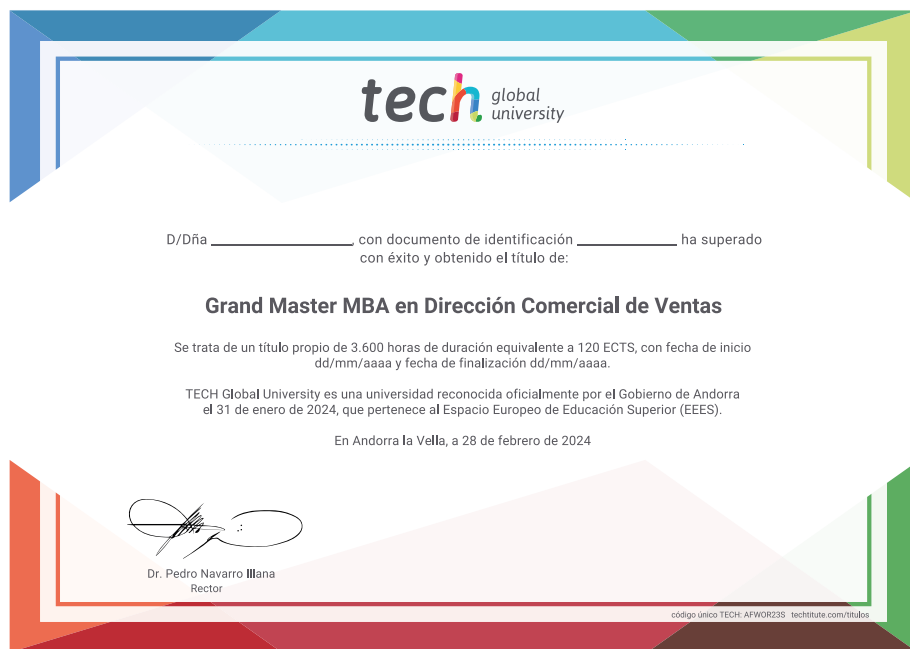 tech global
university
D/Dña ______________, con documento de identificación __________ ha superado
con éxito y obtenido el título de:
Grand Master MBA en Dirección Comercial de Ventas
Se trata de un título propio de 3.600 horas de duración equivalente a 120 ECTS, con fecha de inicio
dd/mm/aaaa y fecha de finalización dd/mm/aaaa.
TECH Global University es una universidad reconocida oficialmente por el Gobierno de Andorra
el 31 de enero de 2024, que pertenece al Espacio Europeo de Educación Superior (EEES).
En Andorra la Vella, a 28 de febrero de 2024
Dr. Pedro Navarro Illana
Rector
código único TECH: AFWOR23S techtitute.com/titulos